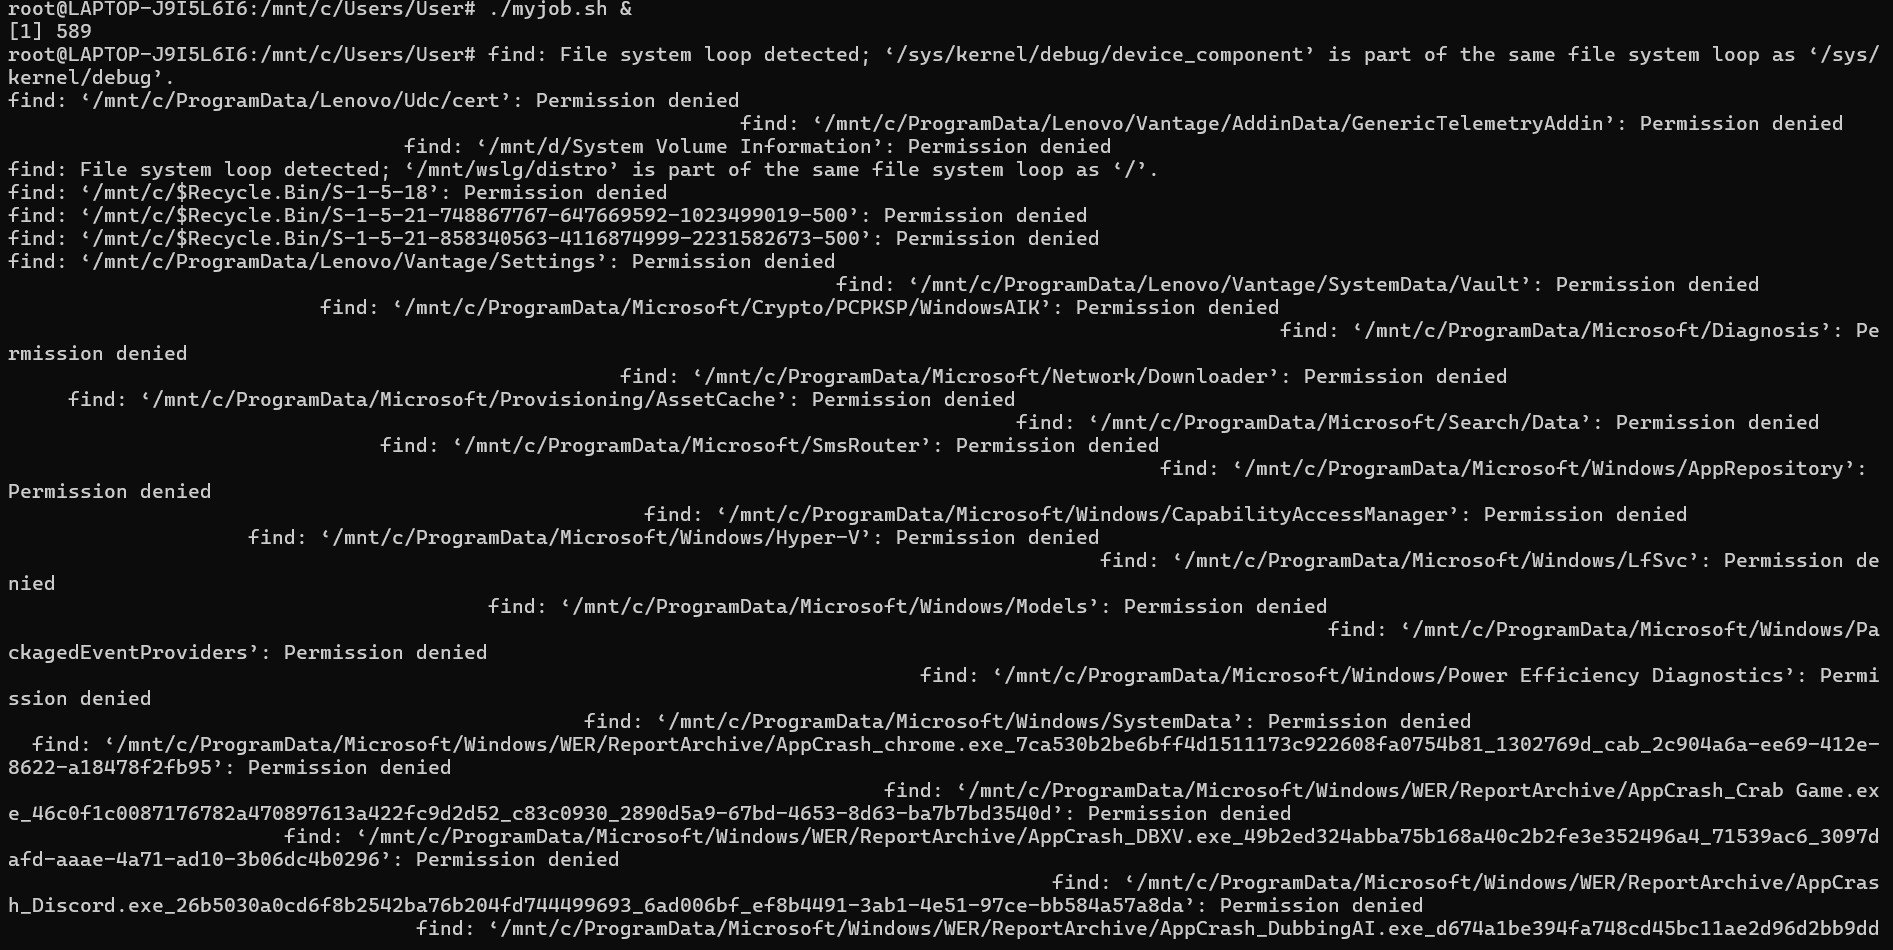 root@LAPTOP-J9I5L6I6:/mnt/c/Users/User# ./myjob.sh &
[1] 589
root@LAPTOP-J9I5L6I6:/mnt/c/Users/User# find: File system loop detected; ‘/sys/kernel/debug/device_component’ is part of the same file system loop as ‘/sys/
kernel/debug’.
find: ‘/mnt/c/ProgramData/Lenovo/Udc/cert’: Permission denied
find: ‘/mnt/c/ProgramData/Lenovo/Vantage/AddinData/GenericTelemetryAddin’: Permission denied
find: ‘/mnt/d/System Volume Information’: Permission denied
find: File system loop detected; ‘/mnt/wslg/distro’ is part of the same file system loop as ‘/’.
find: ‘/mnt/c/$Recycle.Bin/S-1-5-18’: Permission denied
find: ‘/mnt/c/$Recycle.Bin/S-1-5-21-748867767-647669592-1023499019-500’: Permission denied
find: ‘/mnt/c/$Recycle.Bin/S-1-5-21-858340563-4116874999-2231582673-500’: Permission denied
find: ‘/mnt/c/ProgramData/Lenovo/Vantage/Settings’: Permission denied
find: ‘/mnt/c/ProgramData/Lenovo/Vantage/SystemData/Vault’: Permission denied
find: ‘/mnt/c/ProgramData/Microsoft/Crypto/PCPKSP/WindowsAIK’: Permission denied
find: ‘/mnt/c/ProgramData/Microsoft/Diagnosis’: Pe
rmission denied
find: ‘/mnt/c/ProgramData/Microsoft/Network/Downloader’: Permission denied
find: ‘/mnt/c/ProgramData/Microsoft/Provisioning/AssetCache’: Permission denied
find: ‘/mnt/c/ProgramData/Microsoft/Search/Data’: Permission denied
find: ‘/mnt/c/ProgramData/Microsoft/SmsRouter’: Permission denied
find: ‘/mnt/c/ProgramData/Microsoft/Windows/AppRepository’:
Permission denied
find: ‘/mnt/c/ProgramData/Microsoft/Windows/CapabilityAccessManager’: Permission denied
find: ‘/mnt/c/ProgramData/Microsoft/Windows/Hyper-V’: Permission denied
find: ‘/mnt/c/ProgramData/Microsoft/Windows/LfSvc’: Permission de
nied
find: ‘/mnt/c/ProgramData/Microsoft/Windows/Models’: Permission denied
find: ‘/mnt/c/ProgramData/Microsoft/Windows/Pa
ckagedEventProviders’: Permission denied
find: ‘/mnt/c/ProgramData/Microsoft/Windows/Power Efficiency Diagnostics’: Permi
ssion denied
find: ‘/mnt/c/ProgramData/Microsoft/Windows/SystemData’: Permission denied
find: ‘/mnt/c/ProgramData/Microsoft/Windows/WER/ReportArchive/AppCrash_chrome.exe_7ca530b2be6bff4d1511173c922608fa0754b81_1302769d_cab_2c904a6a-ee69-412e-
8622-a18478f2fb95’: Permission denied
find: ‘/mnt/c/ProgramData/Microsoft/Windows/WER/ReportArchive/AppCrash_Crab Game.ex
e_46c0f1c0087176782a470897613a422fc9d2d52_c83c0930_2890d5a9-67bd-4653-8d63-ba7b7bd3540d’: Permission denied
find: ‘/mnt/c/ProgramData/Microsoft/Windows/WER/ReportArchive/AppCrash_DBXV.exe_49b2ed324abba75b168a40c2b2fe3e352496a4_71539ac6_3097d
afd-aaae-4a71-ad10-3b06dc4b0296’: Permission denied
find: ‘/mnt/c/ProgramData/Microsoft/Windows/WER/ReportArchive/AppCras
h_Discord.exe_26b5030a0cd6f8b2542ba76b204fd744499693_6ad006bf_ef8b4491-3ab1-4e51-97ce-bb584a57a8da’: Permission denied
find: ‘/mnt/c/ProgramData/Microsoft/Windows/WER/ReportArchive/AppCrash_DubbingAI.exe_d674a1be394fa748cd45bc11ae2d96d2bb9dd